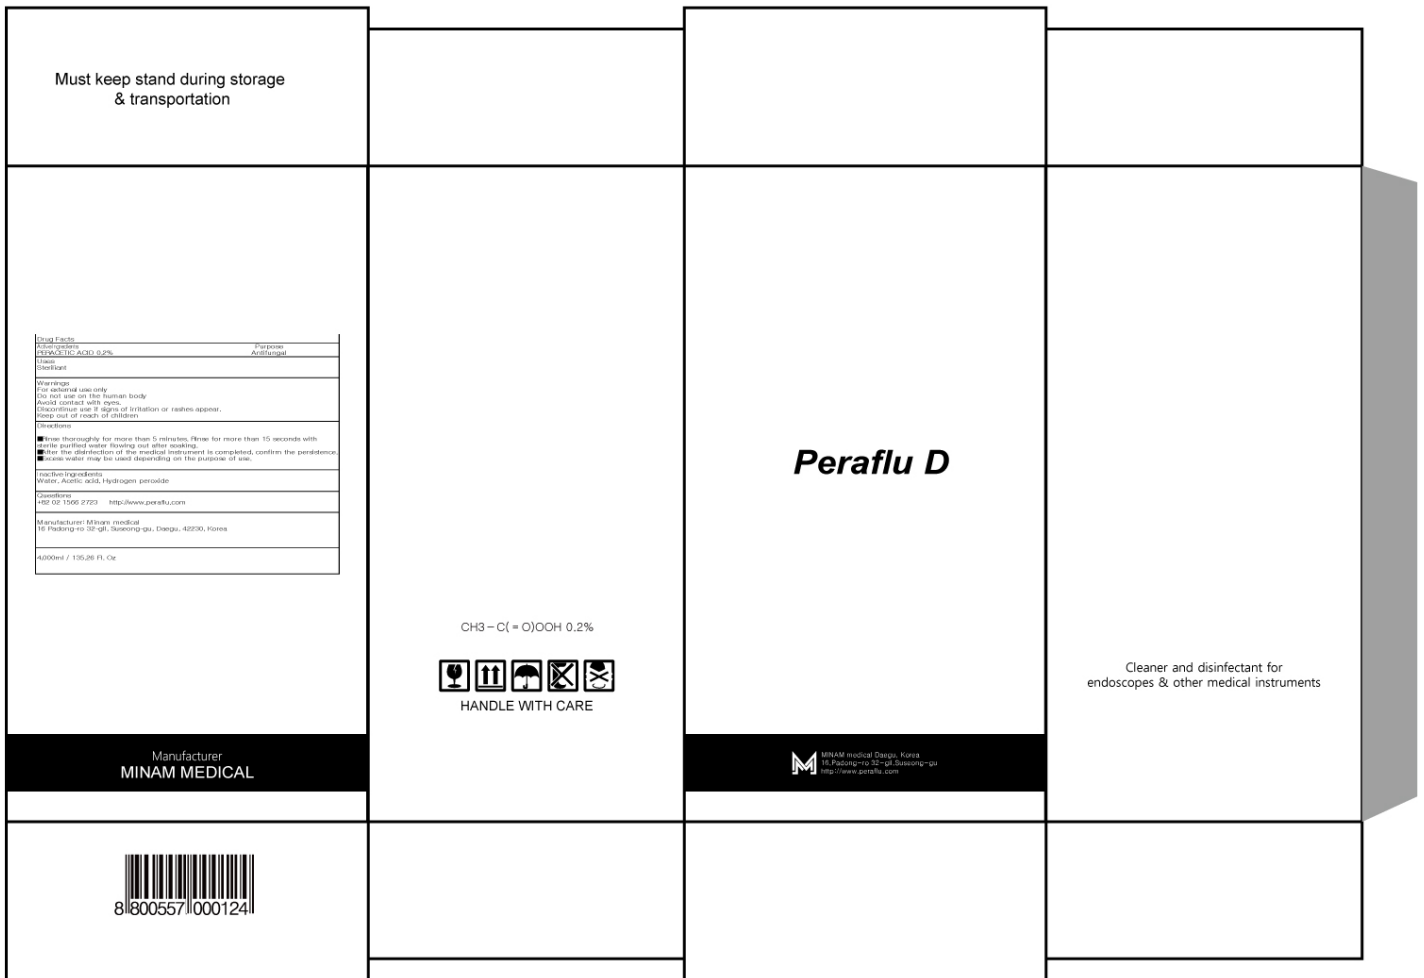 Must keep stand during storage
& transportation
Drug Facts
Purpose
PERACETIC ACID 0.2% Antifungal
Uses
Steriliant
Warnings
For external use only
Do not use on the human body
Avoid contact with eyes.
Discontinue use if signs of irritation or rashes appear.
Keep out of reach of children
Directions
■Rinse thoroughly for more than 5 minutes. Rinse for more than 15 seconds with
sterile purified water flowing out after soaking.
■After the disinfection of the medical instrument is completed, confirm the persistence.
■Excess water may be used depending on the purpose of use.
Inactive ingredients
Water, Acetic acid, Hydrogen peroxide
Questions
+82 02 1566 2723 http://www.peraflu.com
Manufacturer: Minam medical
16 Padong-ro 32-gil, Suseong-gu, Daegu, 42230, Korea
4,000ml / 135.26 Fl. Oz
Manufacturer
MINAM MEDICAL
8 800557 000124
CH3-C(=O)OOH 0.2%
HANDLE WITH CARE
Peraflu D
MINAM medical Daegu, Korea
16,Padong-ro 32-gil,Suseong-gu
http://www.peraflu.com
Cleaner and disinfectant for
endoscopes & other medical instruments